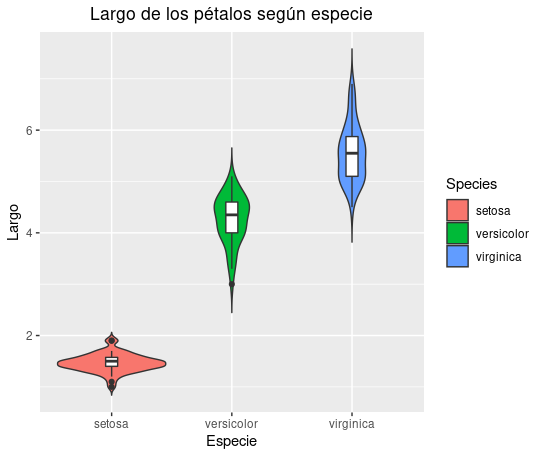 Largo de los pétalos según especie
6
4
2
Largo
setosa
versicolor
virginica
Especie
Species
setosa
versicolor
virginica